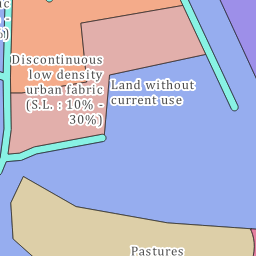 Discontinuous
low density
urban fabric
(S.L. : 10% -
30%)
Land without
current use
Pastures